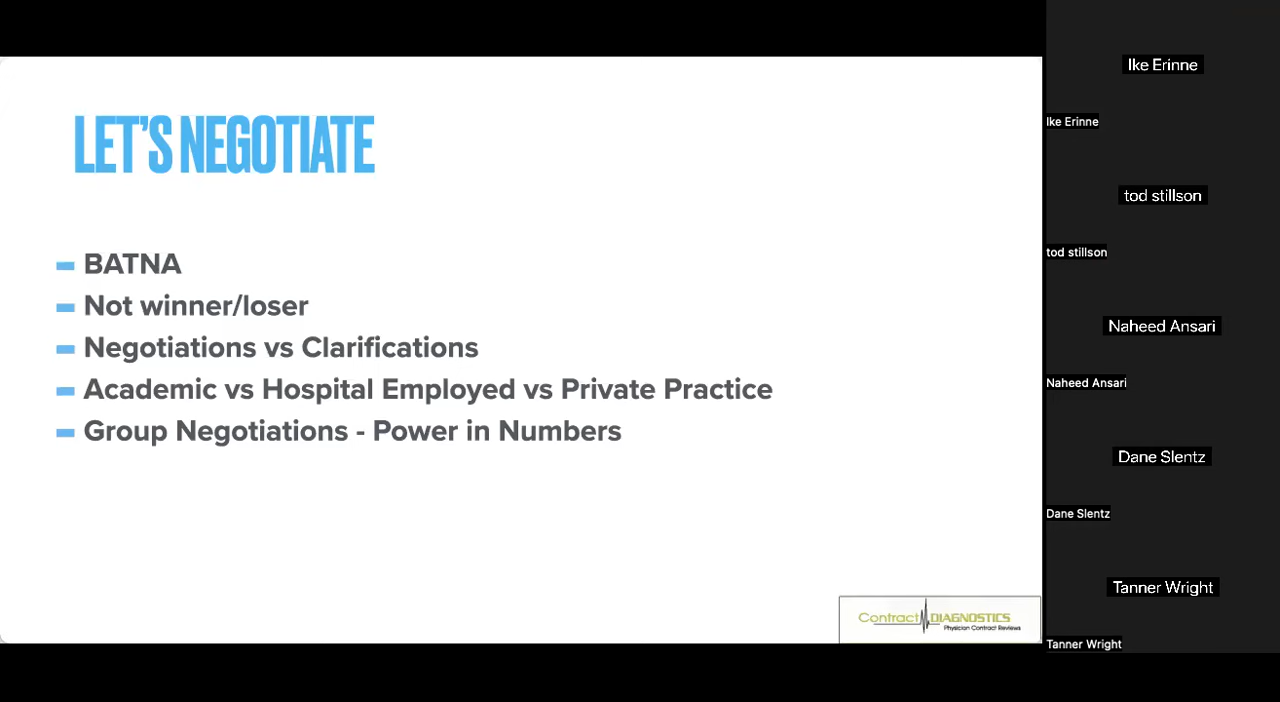 LET'S NEGOTIATE
BATNA
Not winner/loser
Negotiations vs Clarifications
Academic vs Hospital Employed vs Private Practice
Group Negotiations - Power in Numbers
Contract DIAGNOSTICS
Physician Contract Reviews
Ike Erinne
Ike Erinne
tod stillson
tod stillson
Naheed Ansari
Naheed Ansari
Dane Slentz
Dane Slentz
Tanner Wright
Tanner Wright